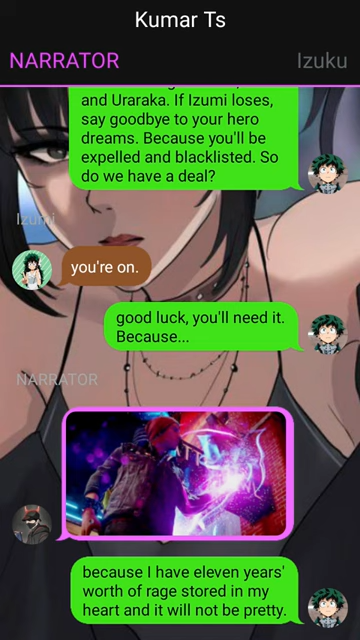 Kumar Ts
NARRATOR
Izuku
and Uraraka. If Izumi loses,
say goodbye to your hero
dreams. Because you'll be
expelled and blacklisted. So
do we have a deal?
Izumi
you're on.
good luck, you'll need it.
Because...
NARRATOR
because I have eleven years'
worth of rage stored in my
heart and it will not be pretty.